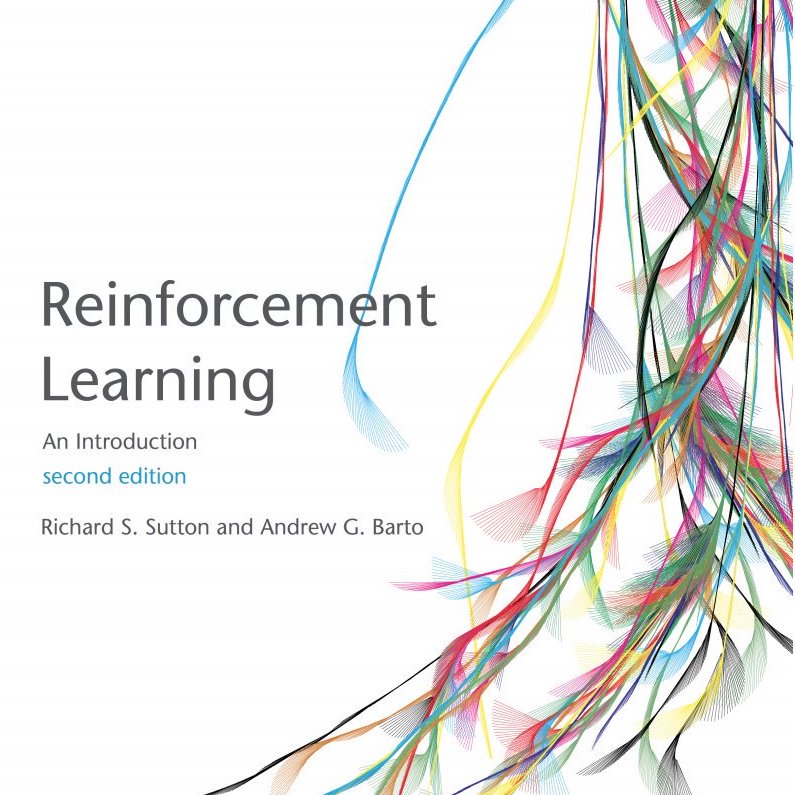 Reinforcement
Learning
An Introduction
second edition
Richard S. Sutton and Andrew G. Barto